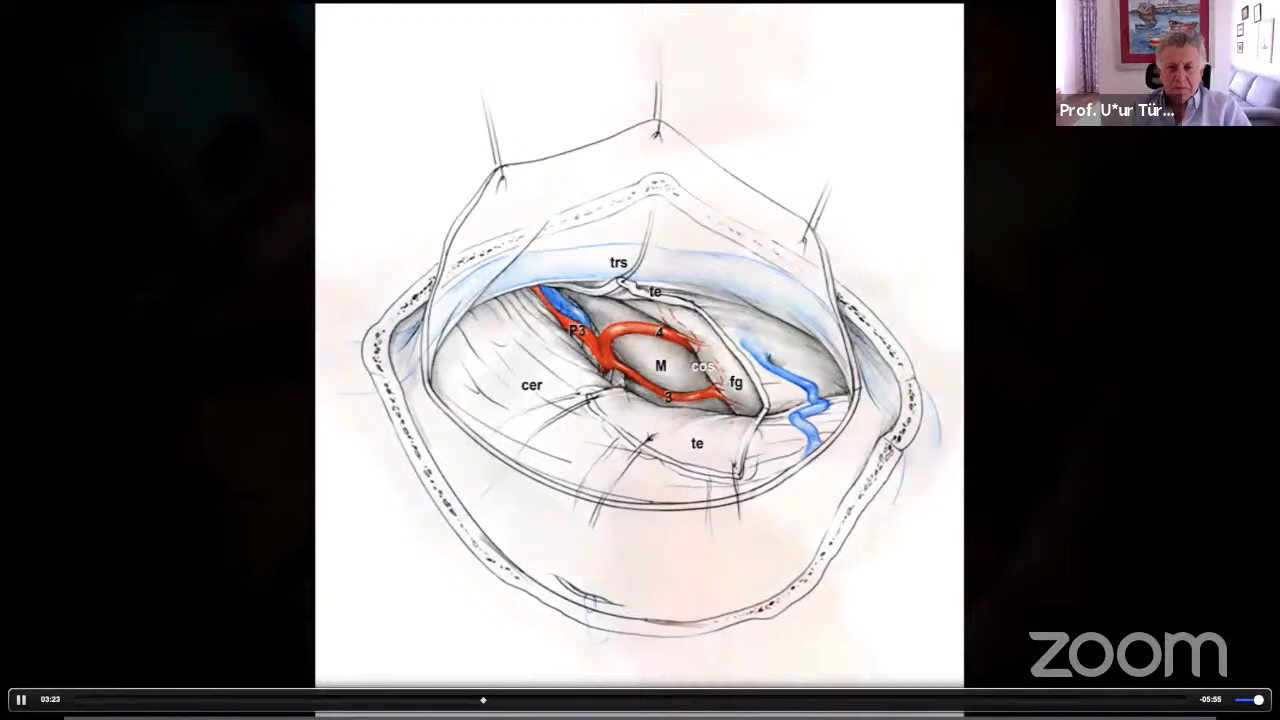 Prof. U*ur Tür...
trs
te
P3
4
M
cos
cer
fg
3
te
zoom
03:23
-05:55